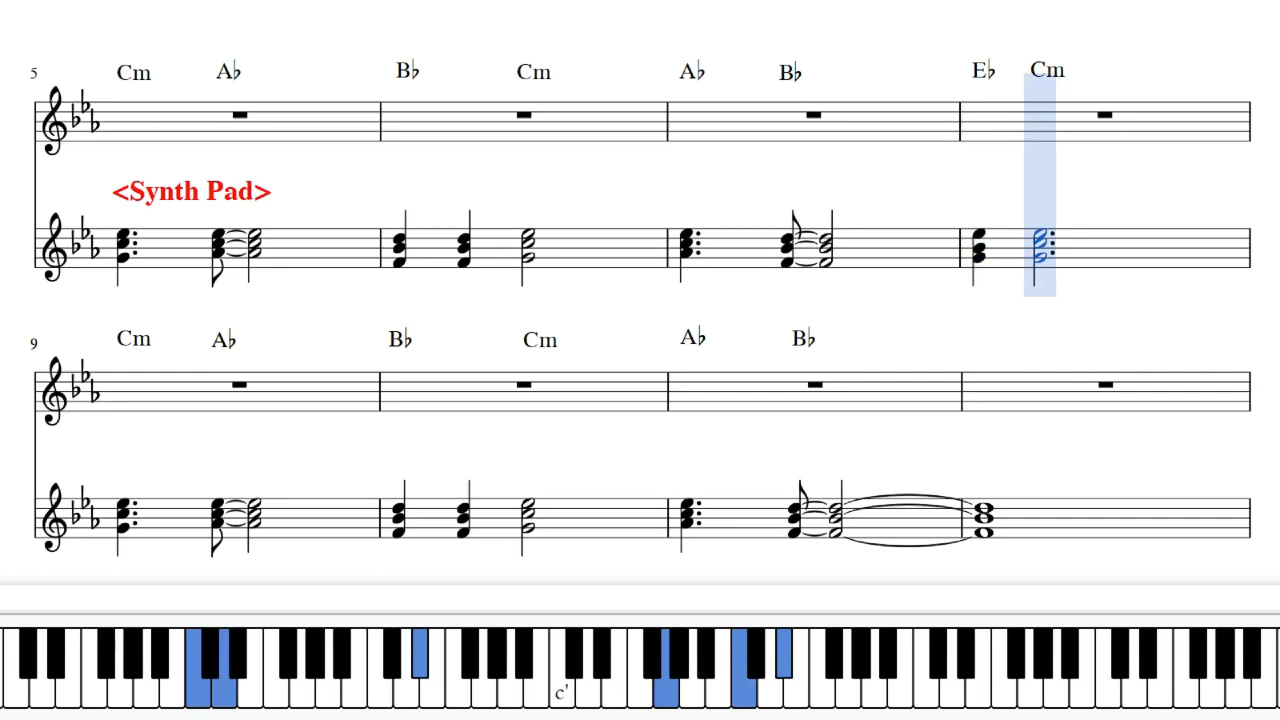 5 Cm A♭ B♭ Cm A♭ B♭ E♭ Cm
<Synth Pad>
9 Cm A♭ B♭ Cm A♭ B♭
c'